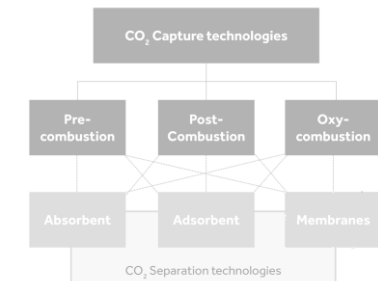 CO₂ Capture technologies
Pre-
combustion
Post-
Combustion
Oxy-
combustion
Absorbent
Adsorbent
Membranes
CO₂ Separation technologies